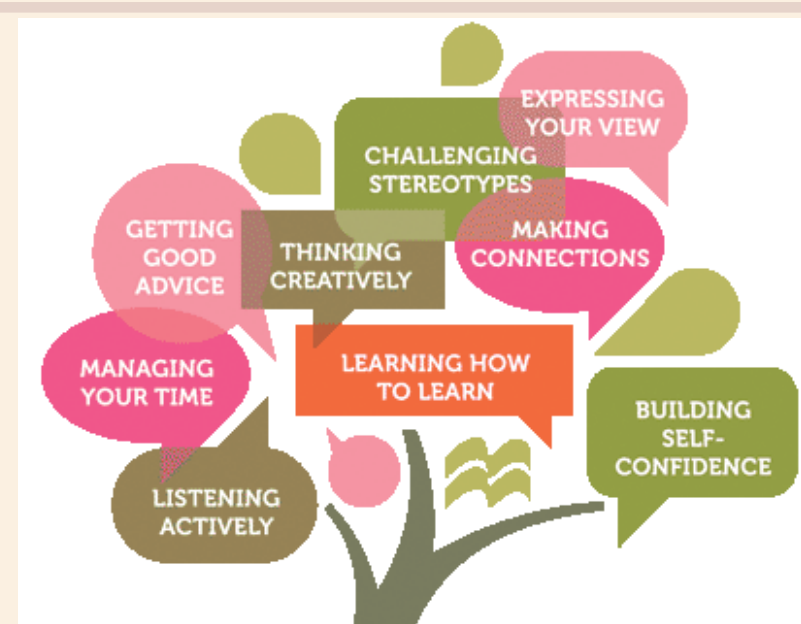 EXPRESSING
YOUR VIEW
CHALLENGING
STEREOTYPES
GETTING
GOOD
ADVICE
THINKING
CREATIVELY
MAKING
CONNECTIONS
MANAGING
YOUR TIME
LEARNING HOW
TO LEARN
BUILDING
SELF-
CONFIDENCE
LISTENING
ACTIVELY